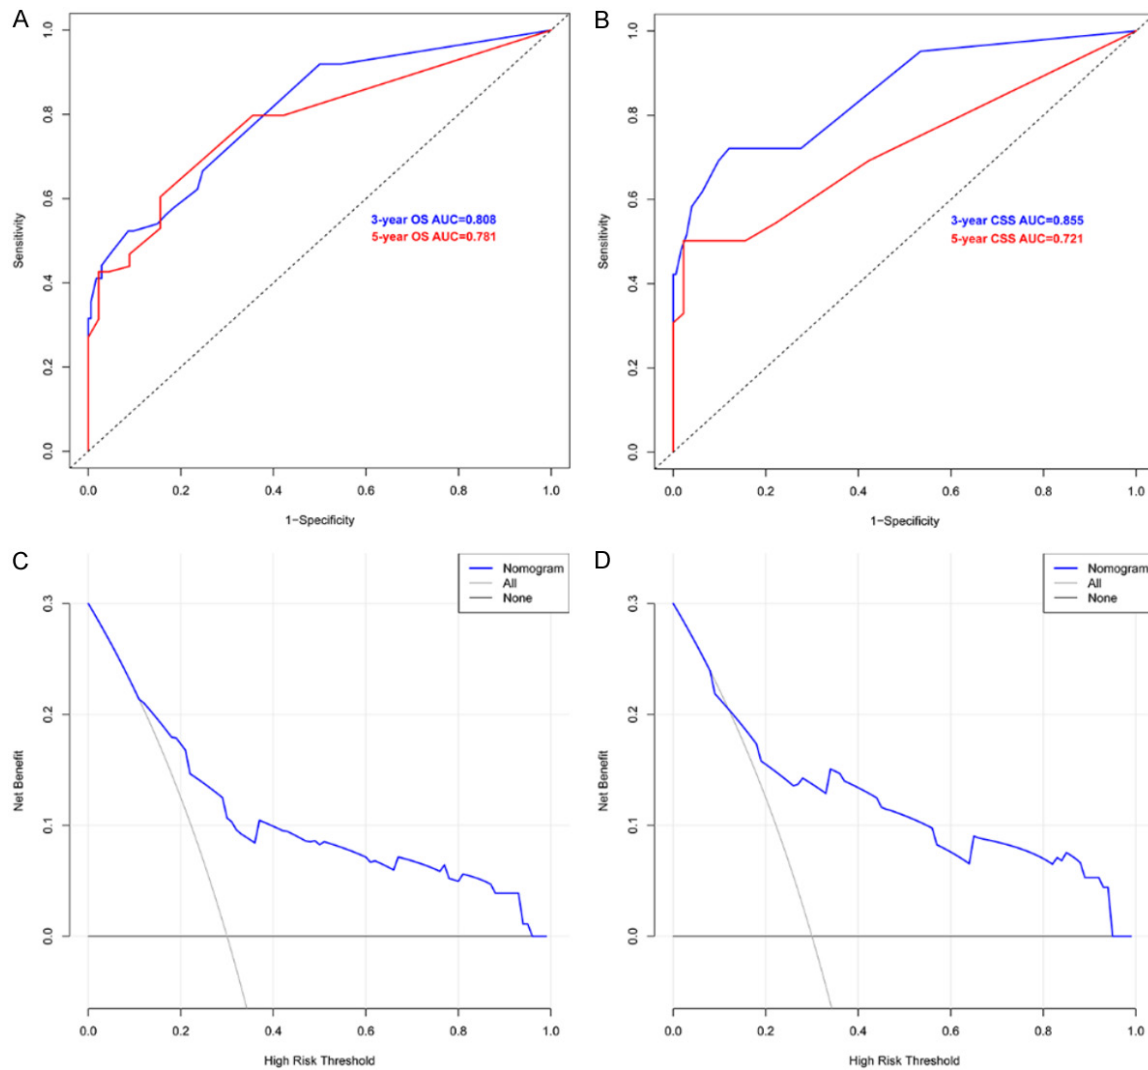 A
1.0
0.8
0.6
0.4
0.2
0.0
Sensitivity
3-year OS AUC=0.808
5-year OS AUC=0.781
0.0 0.2 0.4 0.6 0.8 1.0
1−Specificity
B
1.0
0.8
0.6
0.4
0.2
0.0
Sensitivity
3-year CSS AUC=0.855
5-year CSS AUC=0.721
0.0 0.2 0.4 0.6 0.8 1.0
1−Specificity
C
Nomogram
All
None
0.3
0.2
0.1
0.0
Net Benefit
0.0 0.2 0.4 0.6 0.8 1.0
High Risk Threshold
D
Nomogram
All
None
0.3
0.2
0.1
0.0
Net Benefit
0.0 0.2 0.4 0.6 0.8 1.0
High Risk Threshold